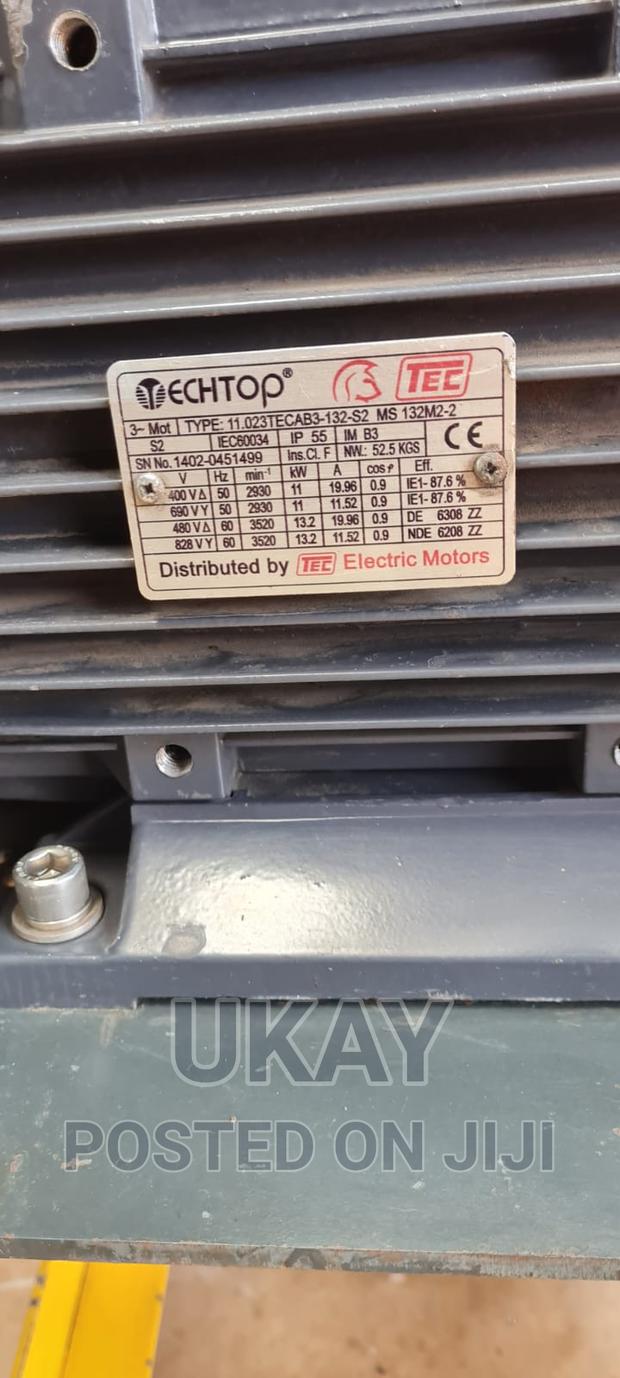 TECHTOP® TEC
3~ Mot TYPE: 11.023TECAB3-132-S2 MS 132M2-2
S2 IEC60034 IP 55 IM B3 CE
SN No. 1402-0451499 Ins.Cl. F NW.: 52.5 KGS
V Hz min⁻¹ kW A cosφ Eff.
400 V Δ 50 2930 11 19.96 0.9 IE1- 87.6 %
690 V Y 50 2930 11 11.52 0.9 IE1- 87.6 %
480 V Δ 60 3520 13.2 19.96 0.9 DE 6308 ZZ
828 V Y 60 3520 13.2 11.52 0.9 NDE 6208 ZZ
Distributed by TEC Electric Motors
UKAY
POSTED ON JIJI